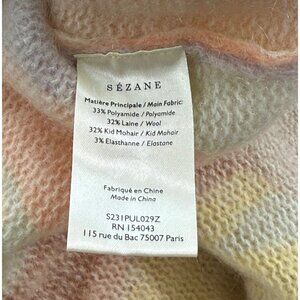 SÉZANE
Matière Principale / Main Fabric:
33% Polyamide / Polyamide
32% Laine / Wool
32% Kid Mohair / Kid Mohair
3% Elasthanne / Elastane
Fabriqué en Chine
Made in China
S231PUL029Z
RN 154043
115 rue du Bac 75007 Paris